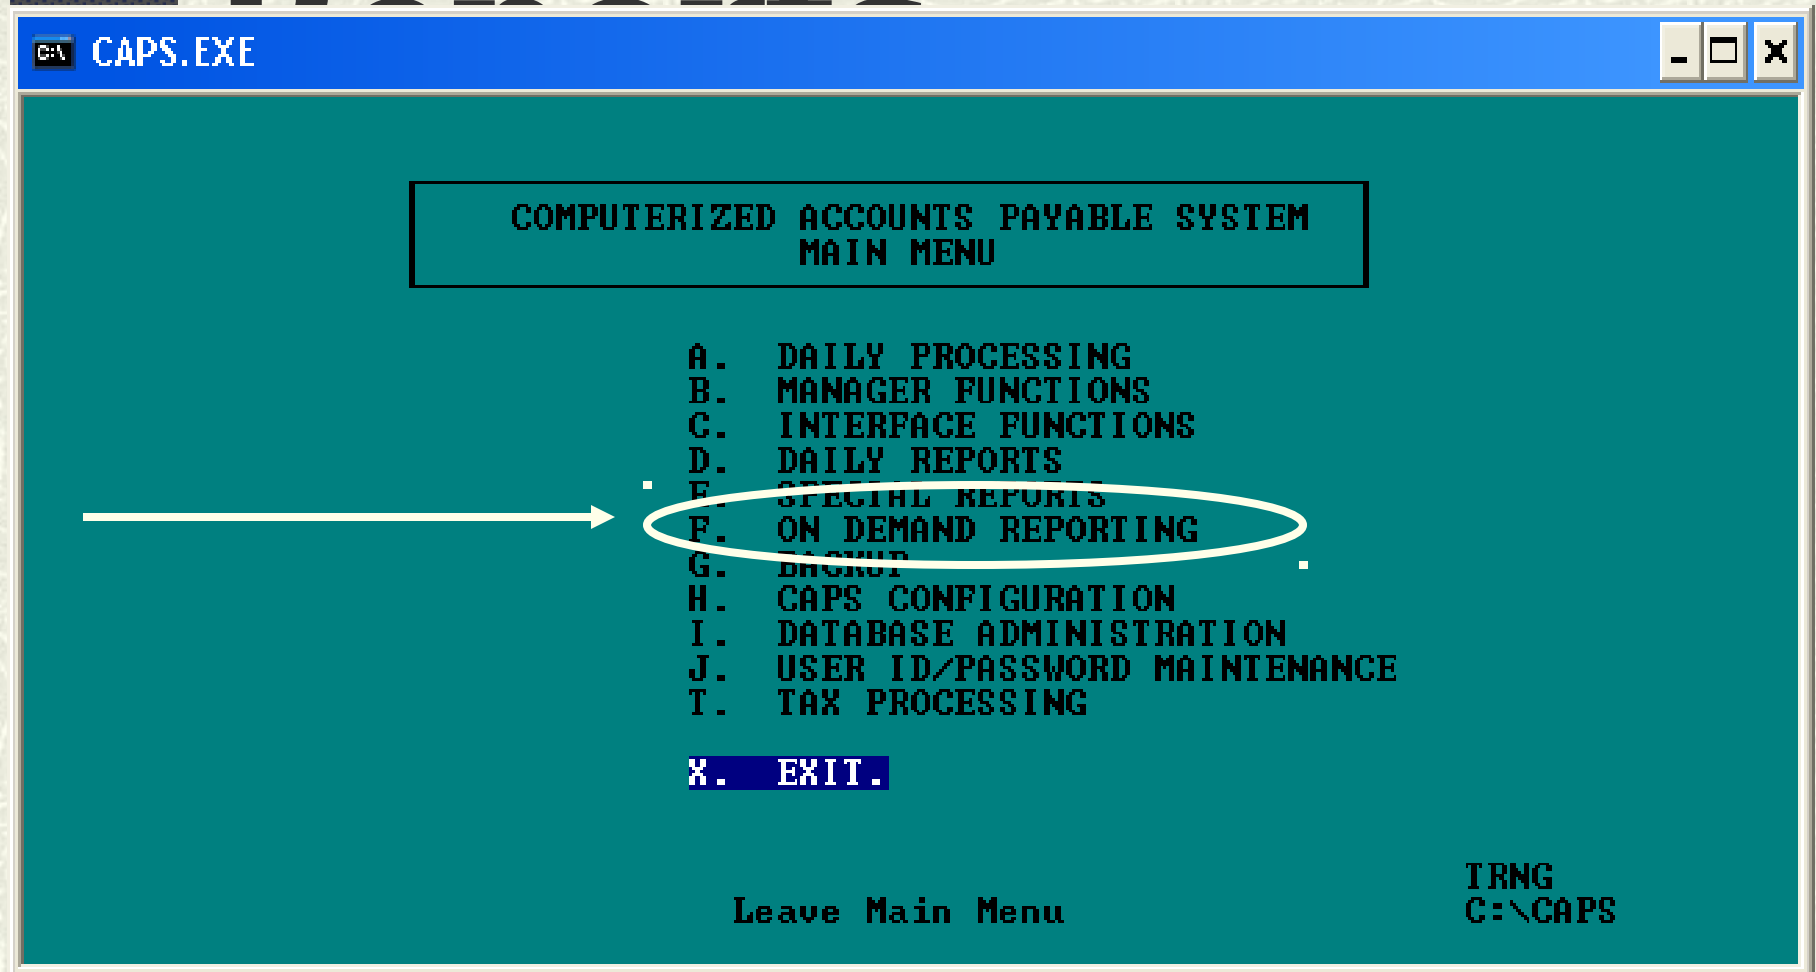 C:\ CAPS.EXE
COMPUTERIZED ACCOUNTS PAYABLE SYSTEM
MAIN MENU
A. DAILY PROCESSING
B. MANAGER FUNCTIONS
C. INTERFACE FUNCTIONS
D. DAILY REPORTS
E. SPECIAL REPORTS
F. ON DEMAND REPORTING
G. BACKUP
H. CAPS CONFIGURATION
I. DATABASE ADMINISTRATION
J. USER ID/PASSWORD MAINTENANCE
T. TAX PROCESSING
X. EXIT.
TRNG
Leave Main Menu C:\CAPS